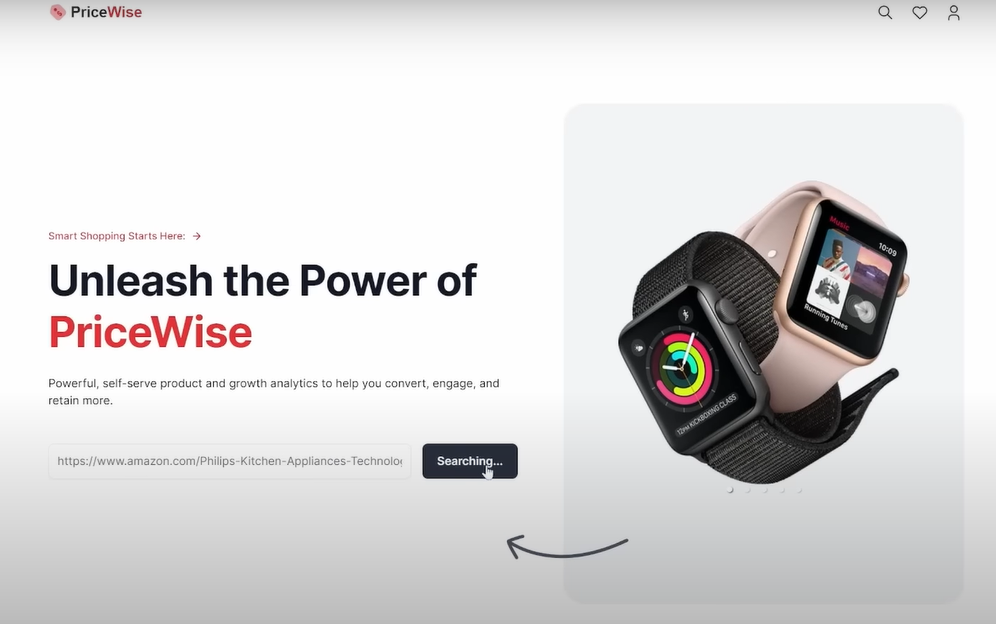 PriceWise
Smart Shopping Starts Here:
Unleash the Power of
PriceWise
Powerful, self-serve product and growth analytics to help you convert, engage, and
retain more.
https://www.amazon.com/Philips-Kitchen-Appliances-Technolo
Searching...
Music
10:09
Running Tunes
12PM KICKBOXING CLASS